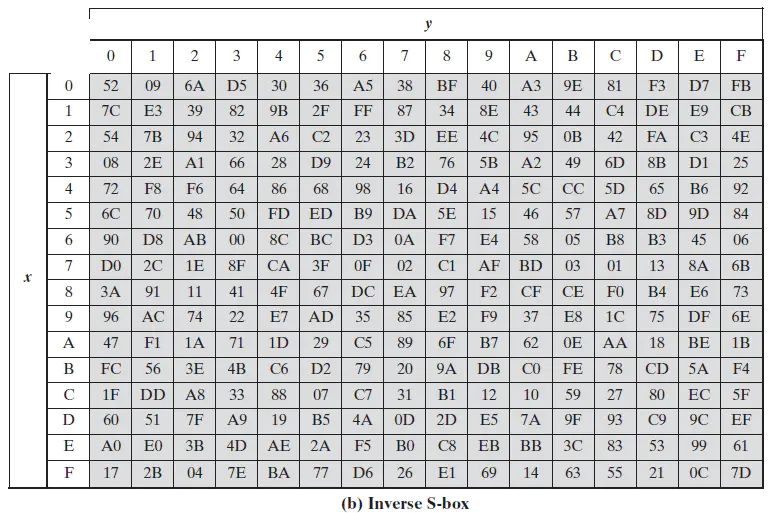 y
0 1 2 3 4 5 6 7 8 9 A B C D E F
0 52 09 6A D5 30 36 A5 38 BF 40 A3 9E 81 F3 D7 FB
1 7C E3 39 82 9B 2F FF 87 34 8E 43 44 C4 DE E9 CB
2 54 7B 94 32 A6 C2 23 3D EE 4C 95 0B 42 FA C3 4E
3 08 2E A1 66 28 D9 24 B2 76 5B A2 49 6D 8B D1 25
4 72 F8 F6 64 86 68 98 16 D4 A4 5C CC 5D 65 B6 92
5 6C 70 48 50 FD ED B9 DA 5E 15 46 57 A7 8D 9D 84
6 90 D8 AB 00 8C BC D3 0A F7 E4 58 05 B8 B3 45 06
x 7 D0 2C 1E 8F CA 3F 0F 02 C1 AF BD 03 01 13 8A 6B
8 3A 91 11 41 4F 67 DC EA 97 F2 CF CE F0 B4 E6 73
9 96 AC 74 22 E7 AD 35 85 E2 F9 37 E8 1C 75 DF 6E
A 47 F1 1A 71 1D 29 C5 89 6F B7 62 0E AA 18 BE 1B
B FC 56 3E 4B C6 D2 79 20 9A DB C0 FE 78 CD 5A F4
C 1F DD A8 33 88 07 C7 31 B1 12 10 59 27 80 EC 5F
D 60 51 7F A9 19 B5 4A 0D 2D E5 7A 9F 93 C9 9C EF
E A0 E0 3B 4D AE 2A F5 B0 C8 EB BB 3C 83 53 99 61
F 17 2B 04 7E BA 77 D6 26 E1 69 14 63 55 21 0C 7D
(b) Inverse S-box